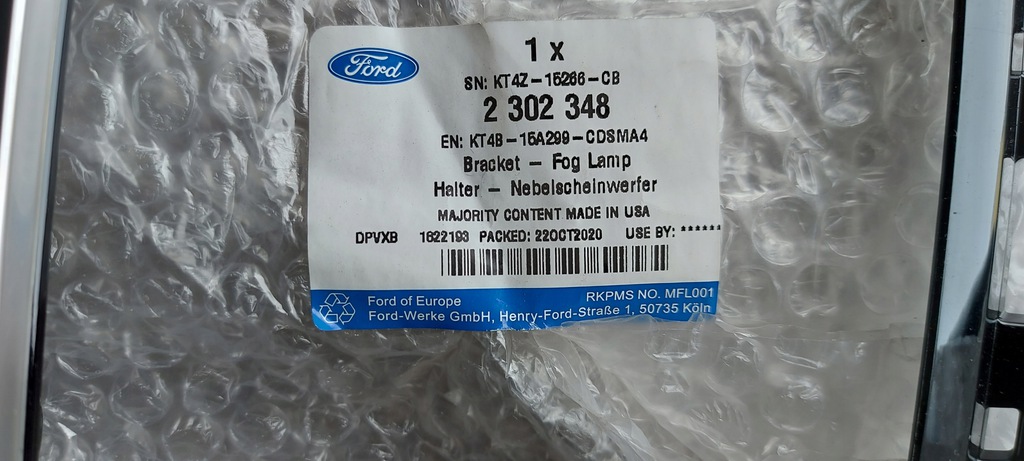 Ford
1 x
SN: KT4Z-15266-CB
2 302 348
EN: KT4B-15A299-CDSMA4
Bracket - Fog Lamp
Halter - Nebelscheinwerfer
MAJORITY CONTENT MADE IN USA
DPVXB 1622193 PACKED: 22OCT2020 USE BY: ******
Ford of Europe RKPMS NO. MFL001
Ford-Werke GmbH, Henry-Ford-Straße 1, 50735 Köln